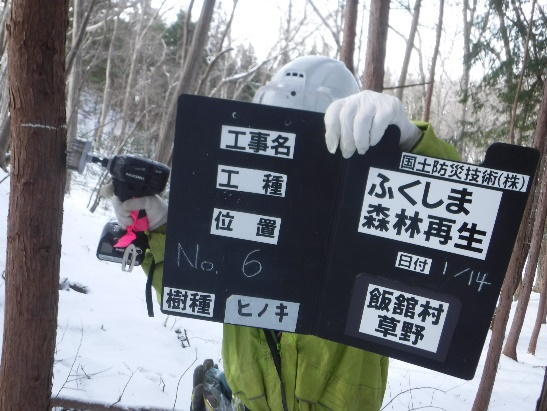 工事名
工種
位置
No. 6
樹種 ヒノキ
国土防災技術(株)
ふくしま
森林再生
日付 1/14
飯舘村
草野